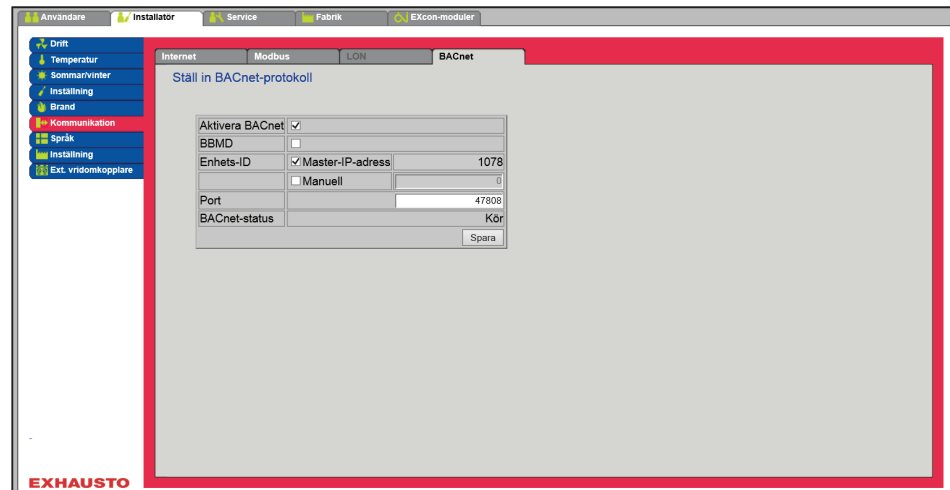 Användare Installatör Service Fabrik EXcon-moduler
Drift
Temperatur
Sommar/vinter
Inställning
Brand
Kommunikation
Språk
Inställning
Ext. vridomkopplare
Internet Modbus LON BACnet
Ställ in BACnet-protokoll
Aktivera BACnet
BBMD
Enhets-ID Master-IP-adress 1078
Manuell 0
Port 47808
BACnet-status Kör
Spara
-
EXHAUSTO